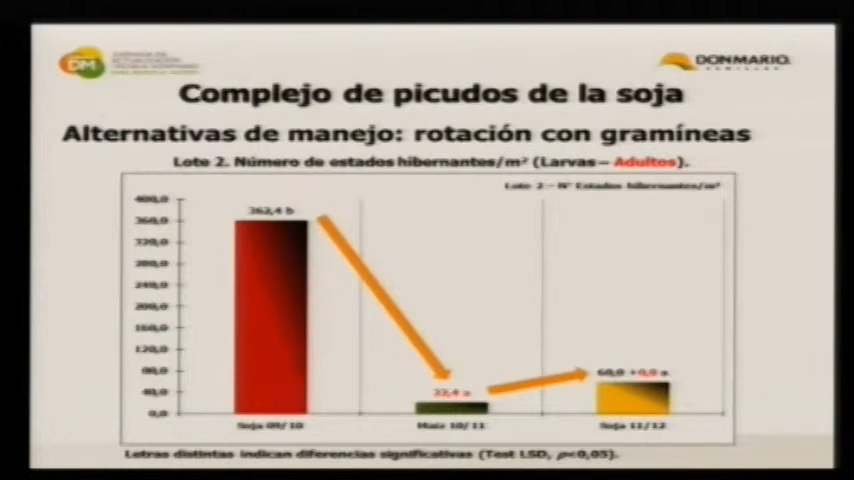 DM
DONMARIO.
SEMILLAS
Complejo de picudos de la soja
Alternativas de manejo: rotación con gramíneas
Lote 2. Número de estados hibernantes/m² (Larvas – Adultos).
Lote 2 – N° Estados hibernantes/m²
400,0
360,0
320,0
280,0
240,0
200,0
160,0
120,0
80,0
40,0
0,0
362,4 b
22,4 a
60,0 +0,0 a
Soja 09/10
Maíz 10/11
Soja 11/12
Letras distintas indican diferencias significativas (Test LSD, p<0,05).